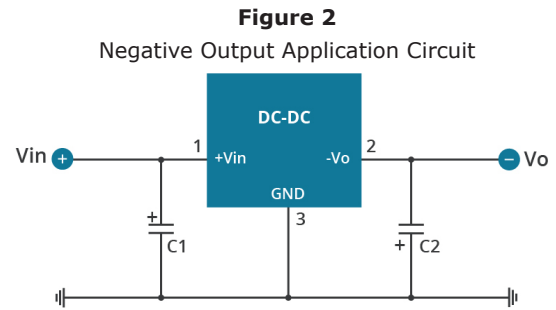 Figure 2
Negative Output Application Circuit
DC-DC
1
2
Vin +
+Vin
-Vo
− Vo
GND
3
+
C1
+
C2